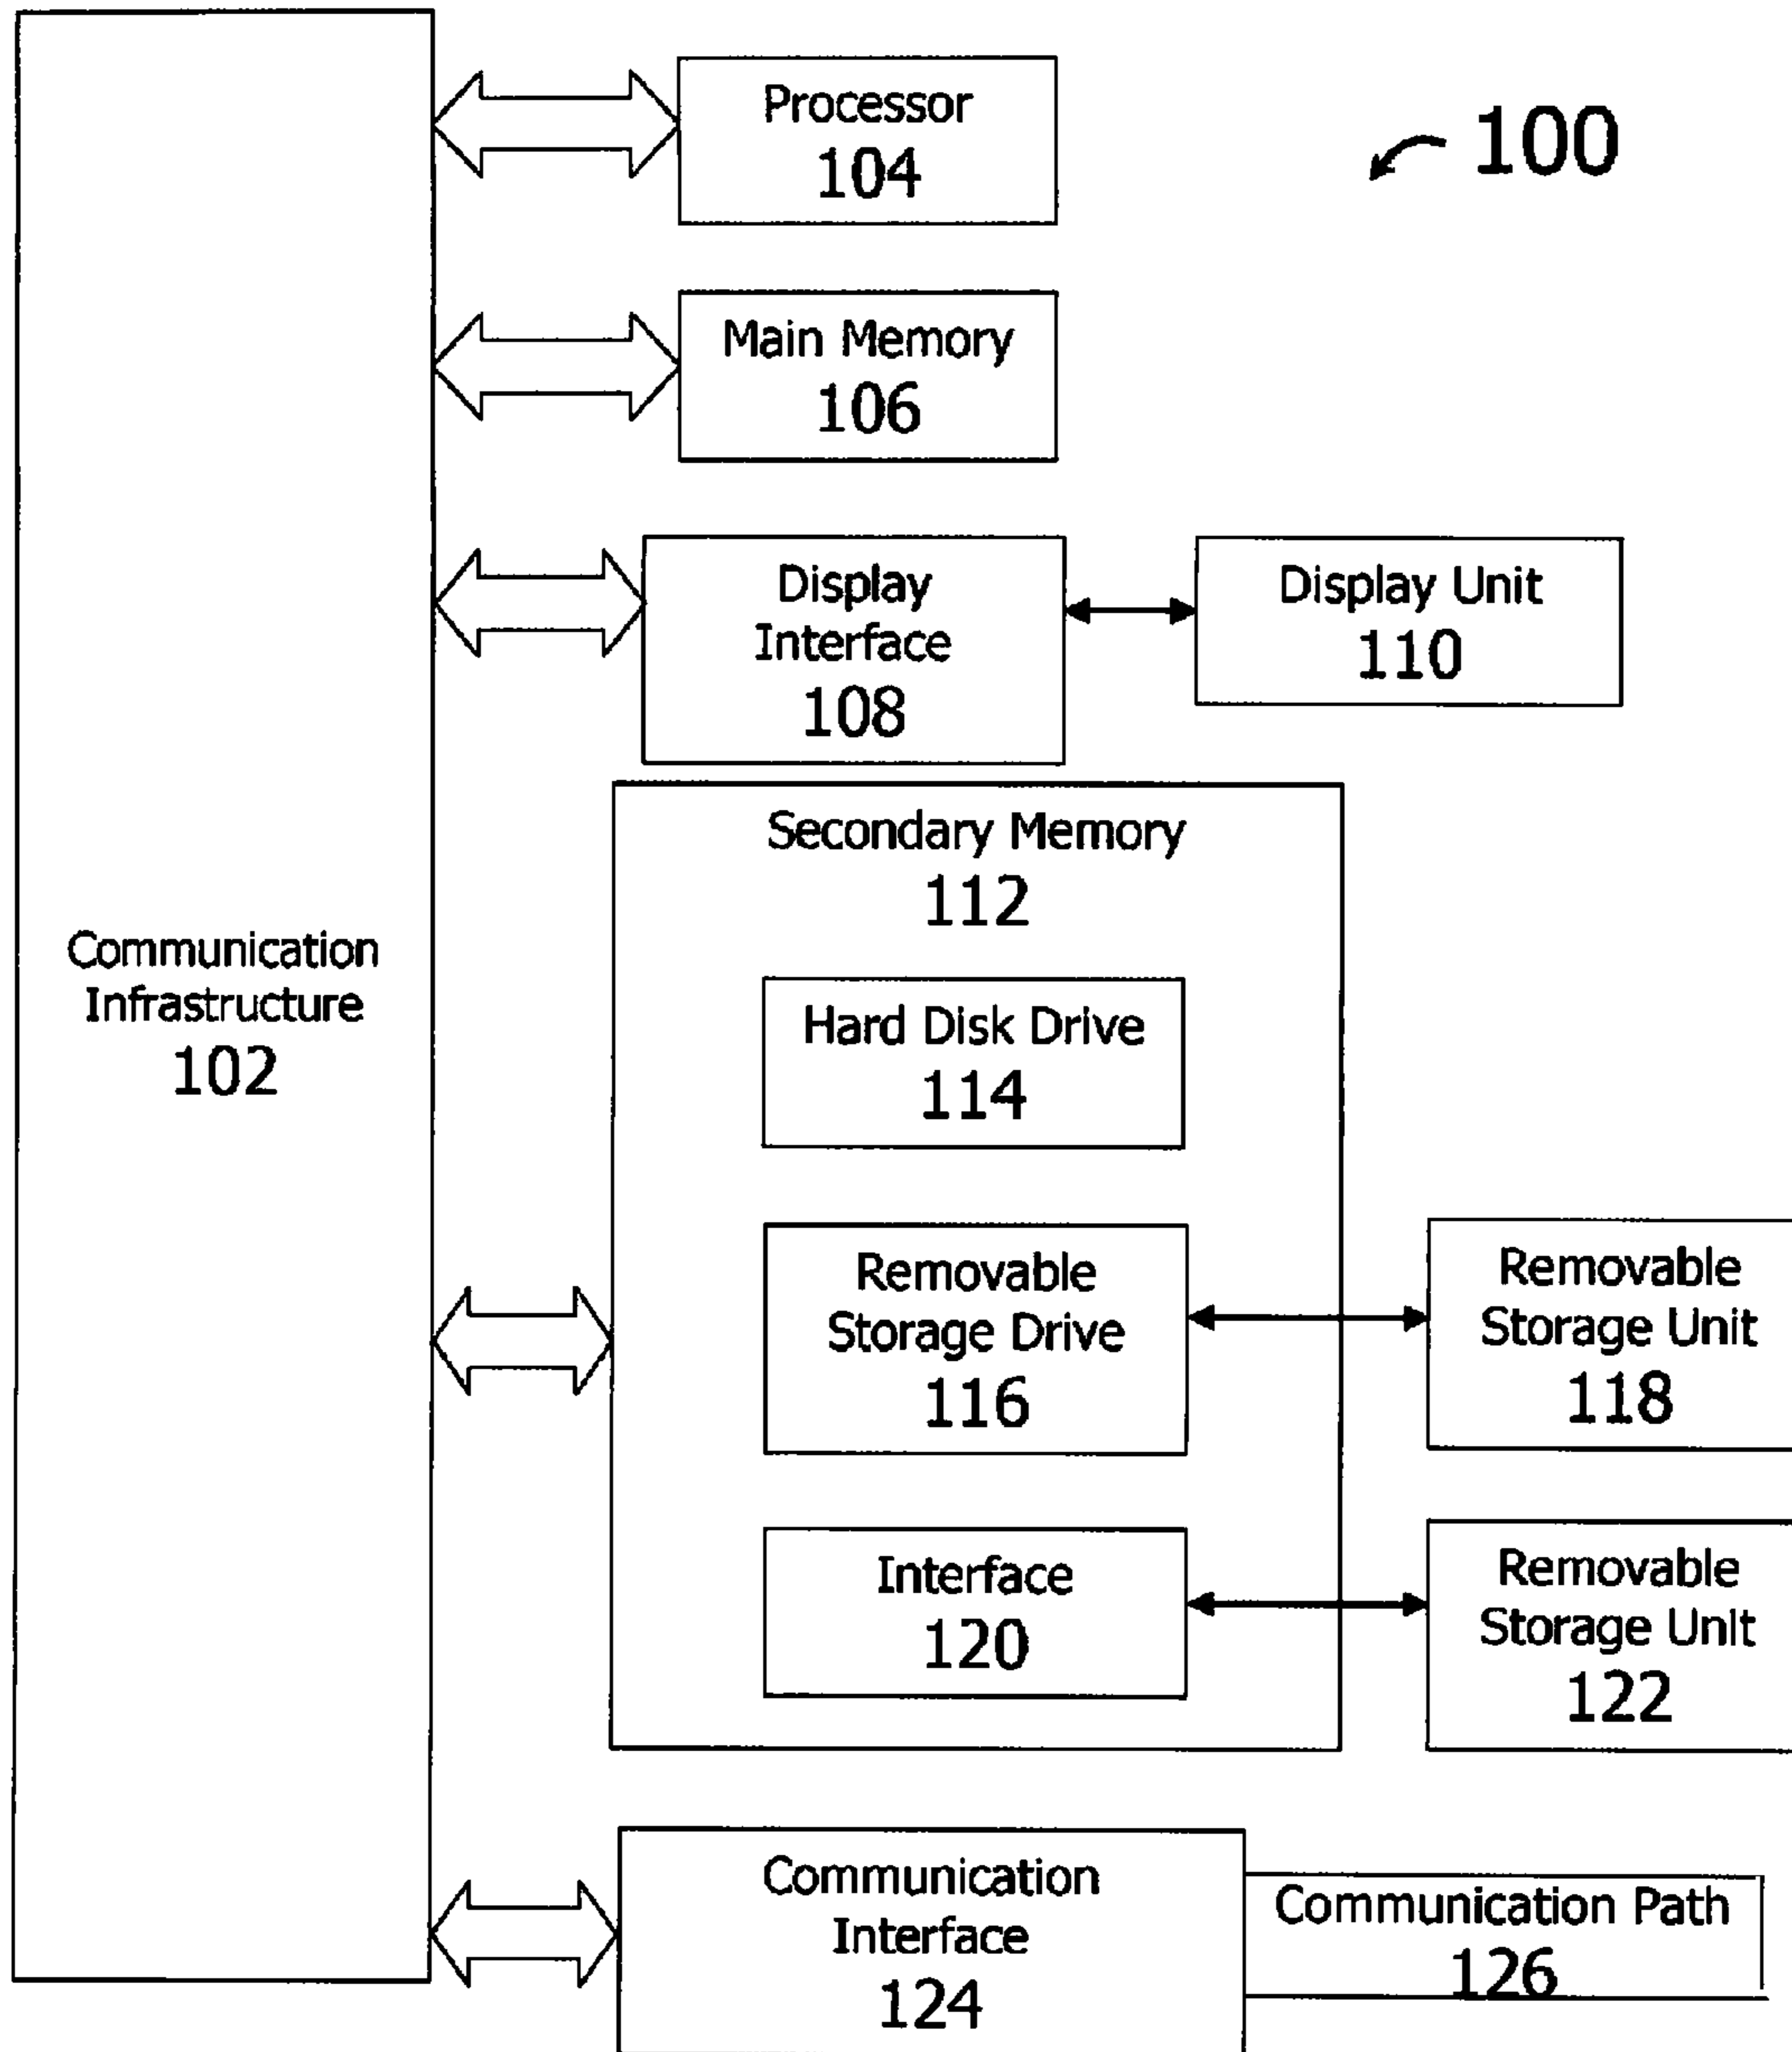 Processor
104
100
Main Memory
106
Display
Interface
108
Display Unit
110
Secondary Memory
112
Communication
Infrastructure
102
Hard Disk Drive
114
Removable
Storage Drive
116
Removable
Storage Unit
118
Interface
120
Removable
Storage Unit
122
Communication
Interface
124
Communication Path
126